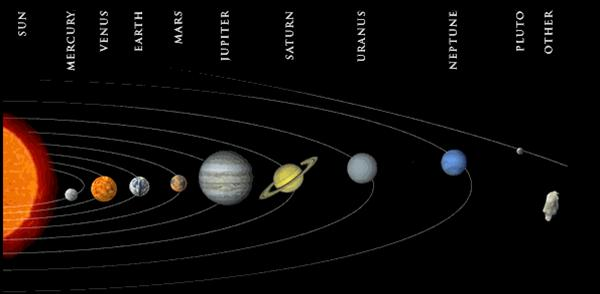 SUN
MERCURY
VENUS
EARTH
MARS
JUPITER
SATURN
URANUS
NEPTUNE
PLUTO
OTHER